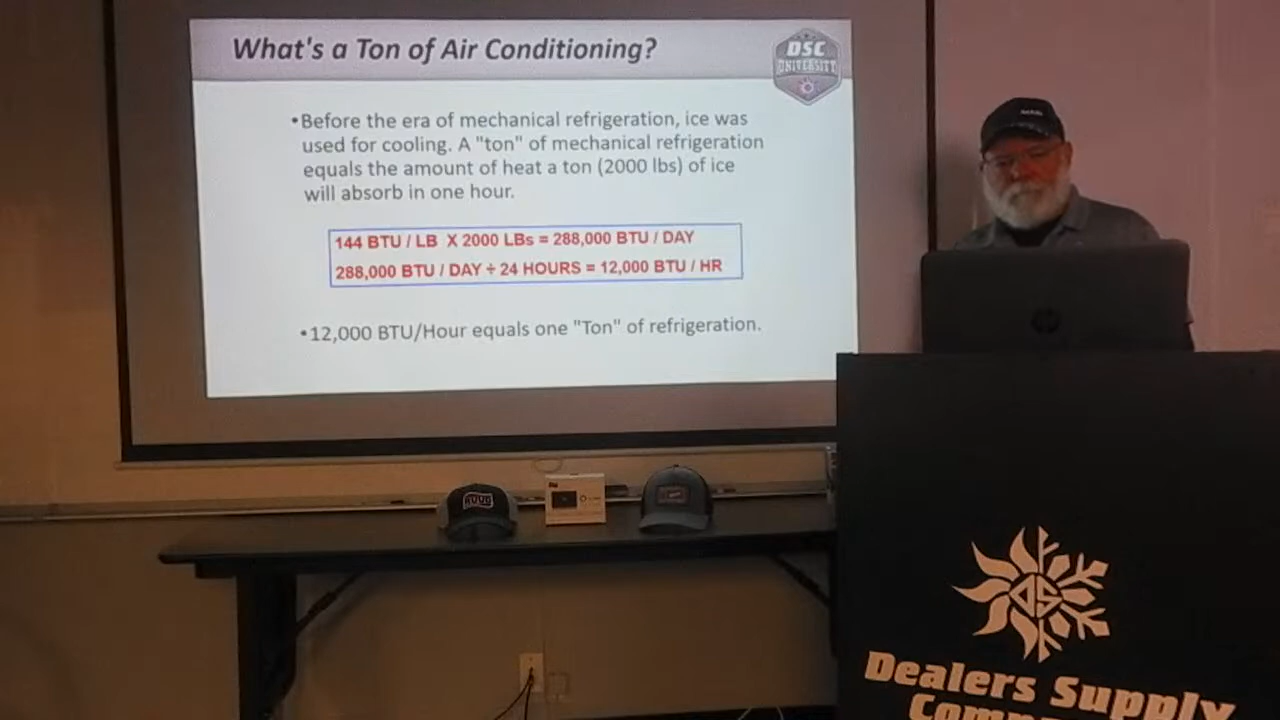 What's a Ton of Air Conditioning?
DSC
UNIVERSITY
•Before the era of mechanical refrigeration, ice was
used for cooling. A "ton" of mechanical refrigeration
equals the amount of heat a ton (2000 lbs) of ice
will absorb in one hour.
144 BTU / LB X 2000 LBs = 288,000 BTU / DAY
288,000 BTU / DAY ÷ 24 HOURS = 12,000 BTU / HR
•12,000 BTU/Hour equals one "Ton" of refrigeration.
hp
RUUD
DS
Dealers Supply